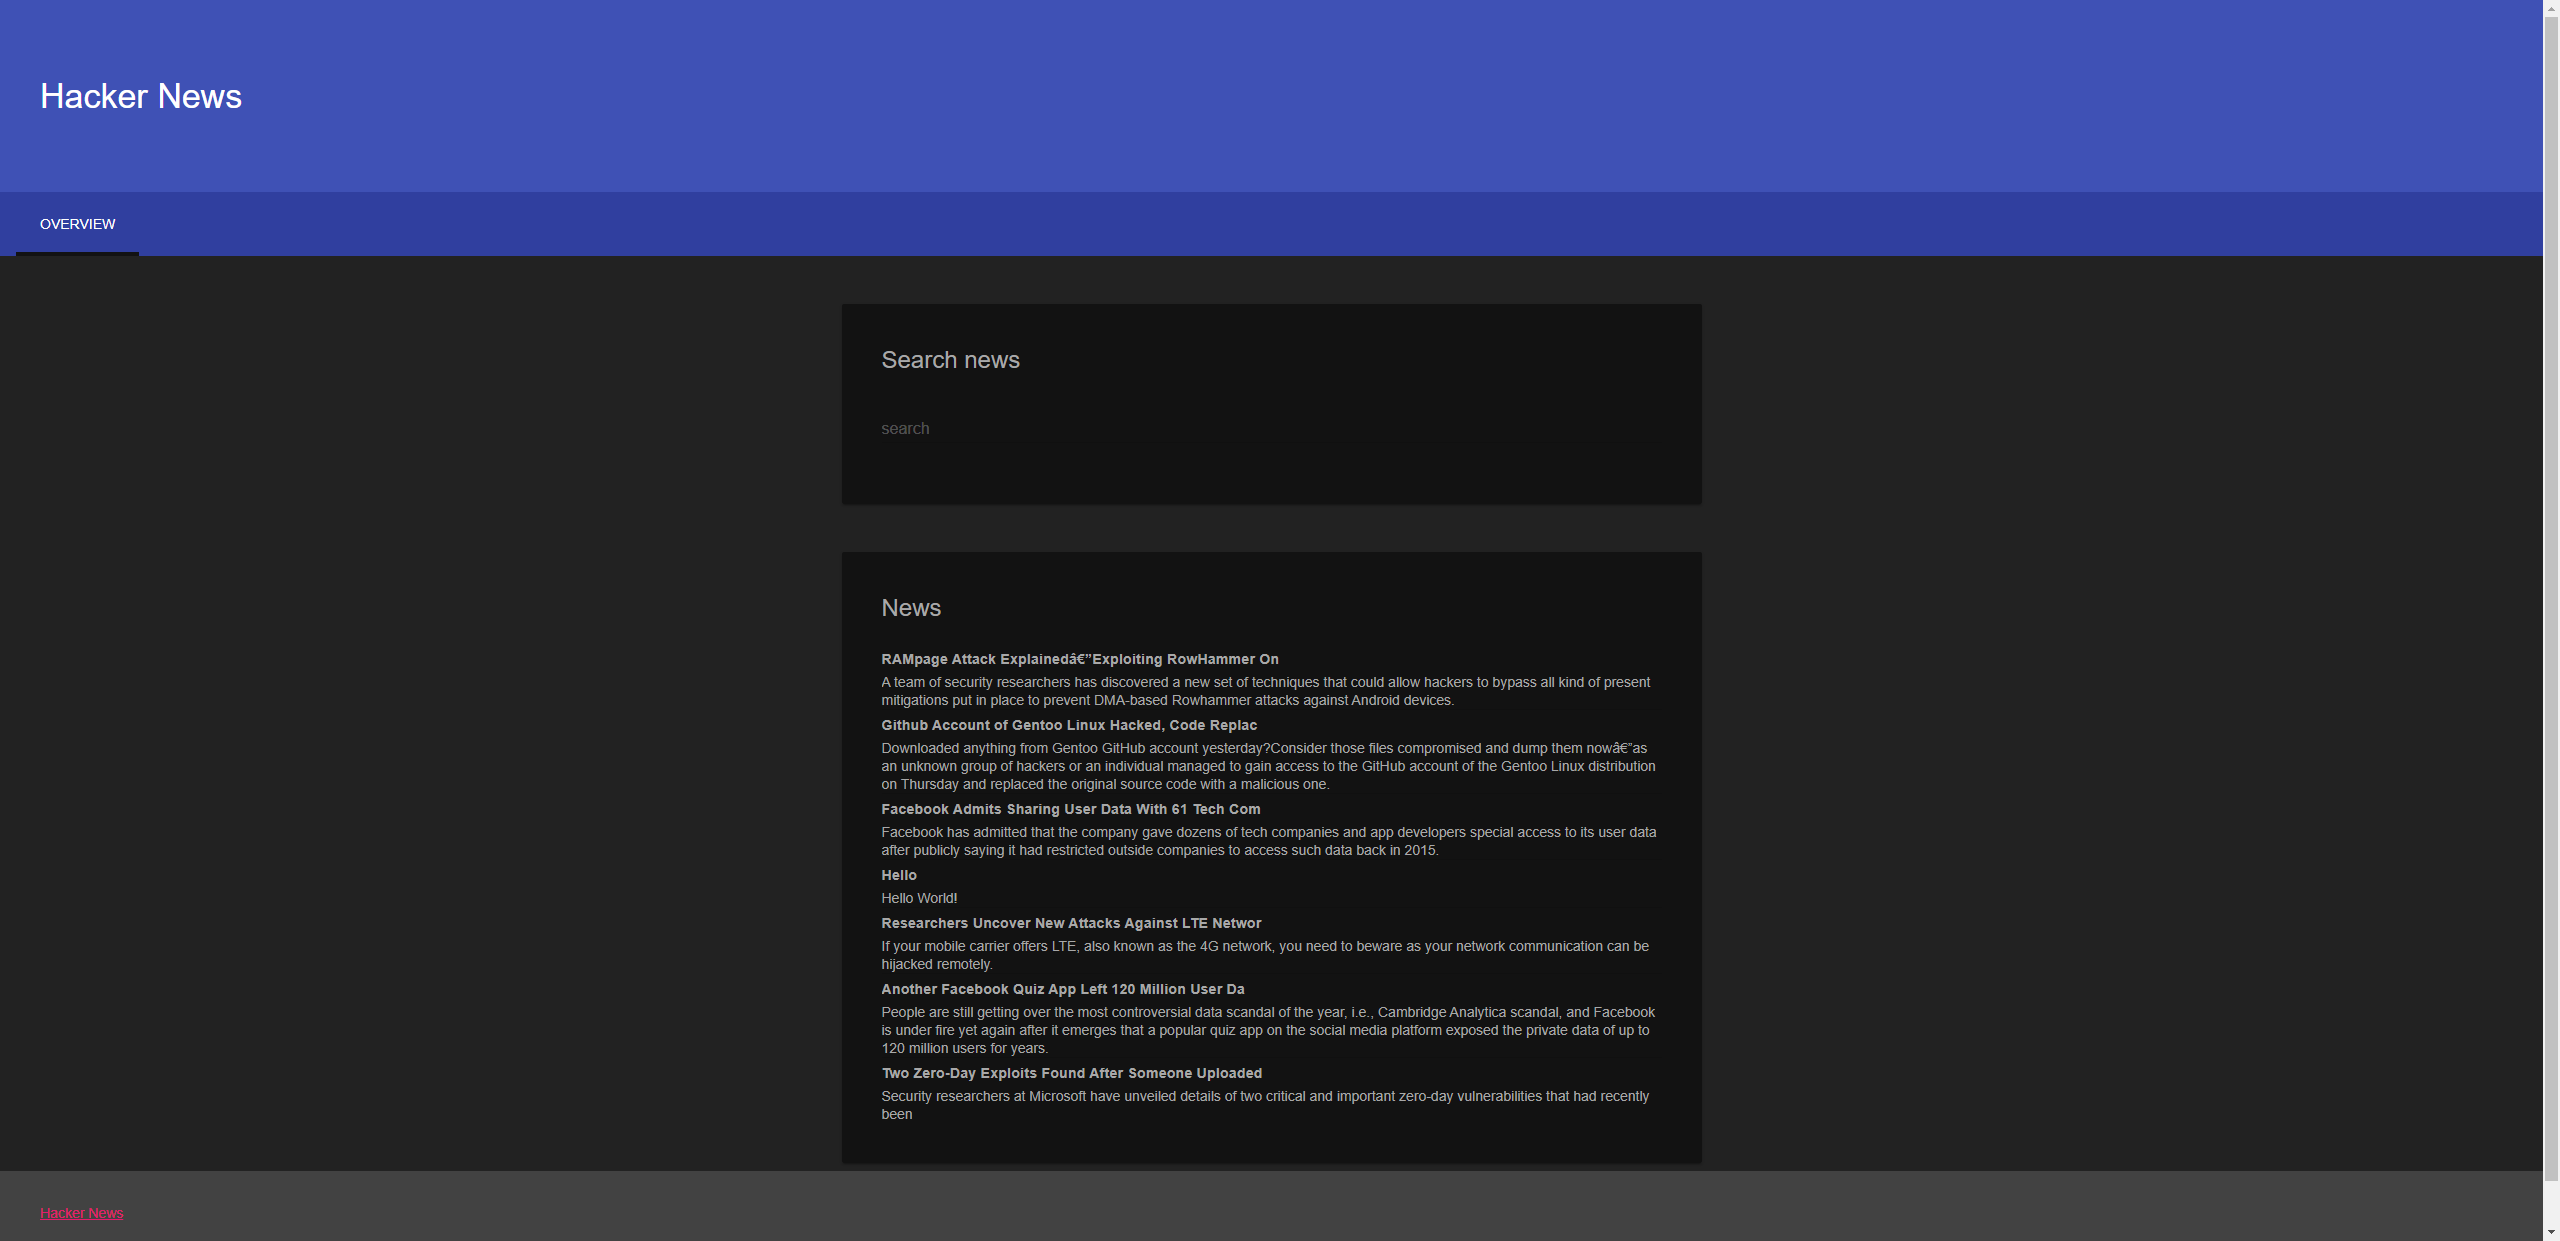 Hacker News
OVERVIEW
Search news
search
News
RAMpage Attack Explainedâ€”Exploiting RowHammer On
A team of security researchers has discovered a new set of techniques that could allow hackers to bypass all kind of present
mitigations put in place to prevent DMA-based Rowhammer attacks against Android devices.
Github Account of Gentoo Linux Hacked, Code Replac
Downloaded anything from Gentoo GitHub account yesterday?Consider those files compromised and dump them nowâ€”as
an unknown group of hackers or an individual managed to gain access to the GitHub account of the Gentoo Linux distribution
on Thursday and replaced the original source code with a malicious one.
Facebook Admits Sharing User Data With 61 Tech Com
Facebook has admitted that the company gave dozens of tech companies and app developers special access to its user data
after publicly saying it had restricted outside companies to access such data back in 2015.
Hello
Hello World!
Researchers Uncover New Attacks Against LTE Networ
If your mobile carrier offers LTE, also known as the 4G network, you need to beware as your network communication can be
hijacked remotely.
Another Facebook Quiz App Left 120 Million User Da
People are still getting over the most controversial data scandal of the year, i.e., Cambridge Analytica scandal, and Facebook
is under fire yet again after it emerges that a popular quiz app on the social media platform exposed the private data of up to
120 million users for years.
Two Zero-Day Exploits Found After Someone Uploaded
Security researchers at Microsoft have unveiled details of two critical and important zero-day vulnerabilities that had recently
been
Hacker News